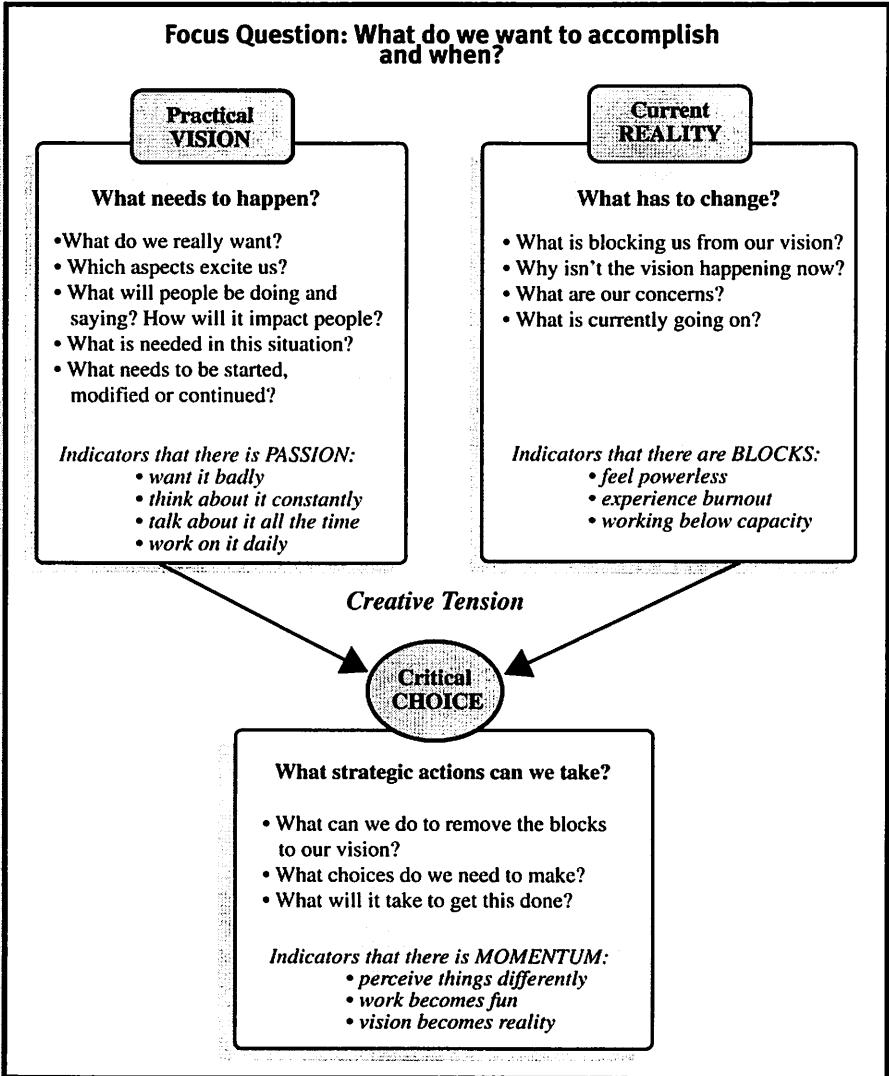 Focus Question: What do we want to accomplish
and when?
Practical
VISION
What needs to happen?
•What do we really want?
• Which aspects excite us?
• What will people be doing and
saying? How will it impact people?
• What is needed in this situation?
• What needs to be started,
modified or continued?
Indicators that there is PASSION:
• want it badly
• think about it constantly
• talk about it all the time
• work on it daily
Current
REALITY
What has to change?
• What is blocking us from our vision?
• Why isn't the vision happening now?
• What are our concerns?
• What is currently going on?
Indicators that there are BLOCKS:
• feel powerless
• experience burnout
• working below capacity
Creative Tension
Critical
CHOICE
What strategic actions can we take?
• What can we do to remove the blocks
to our vision?
• What choices do we need to make?
• What will it take to get this done?
Indicators that there is MOMENTUM:
• perceive things differently
• work becomes fun
• vision becomes reality